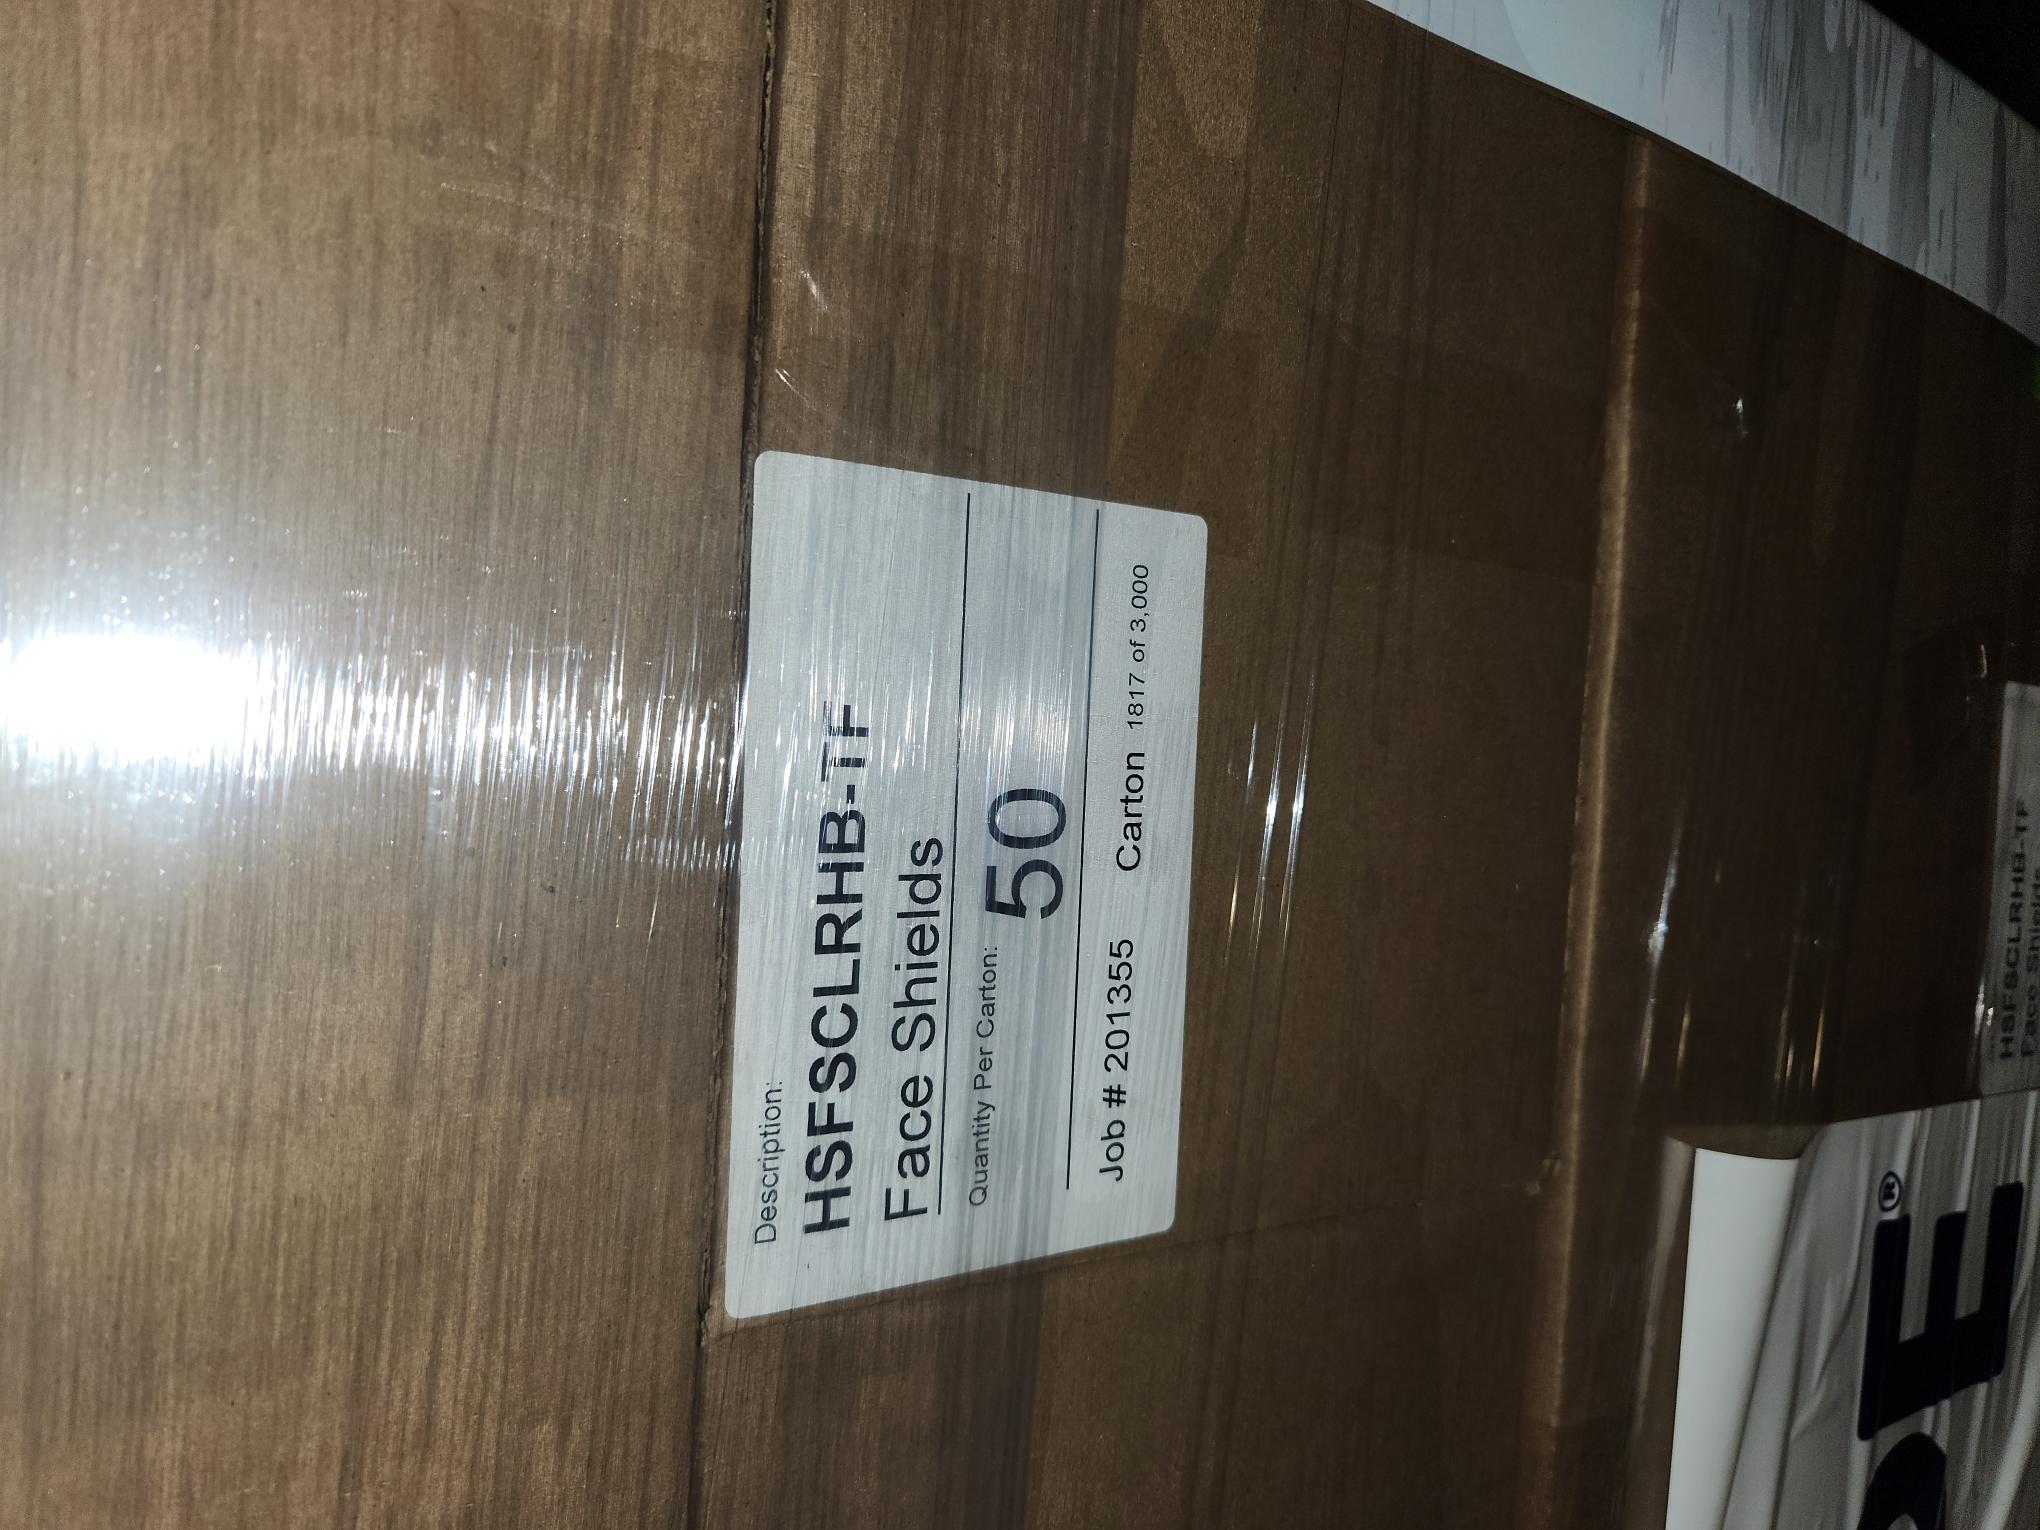 Description:
HSFSCLRHB-TF
Face Shields
Quantity Per Carton: 50
Job # 201355 Carton 1817 of 3,000
HSFSCLRHB-TF
Face Shields
®